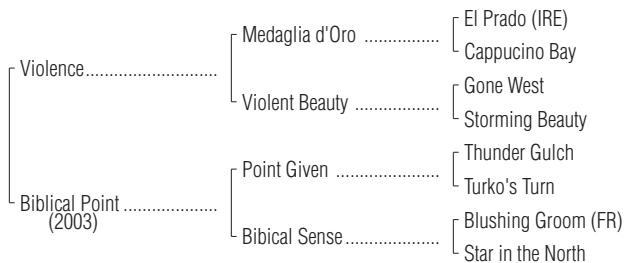 El Prado (IRE)
Medaglia d'Oro ..................
Cappucino Bay
Violence...............................
Gone West
Violent Beauty ....................
Storming Beauty
Thunder Gulch
Point Given .........................
Turko's Turn
Biblical Point ......................
(2003)
Blushing Groom (FR)
Bibical Sense......................
Star in the North